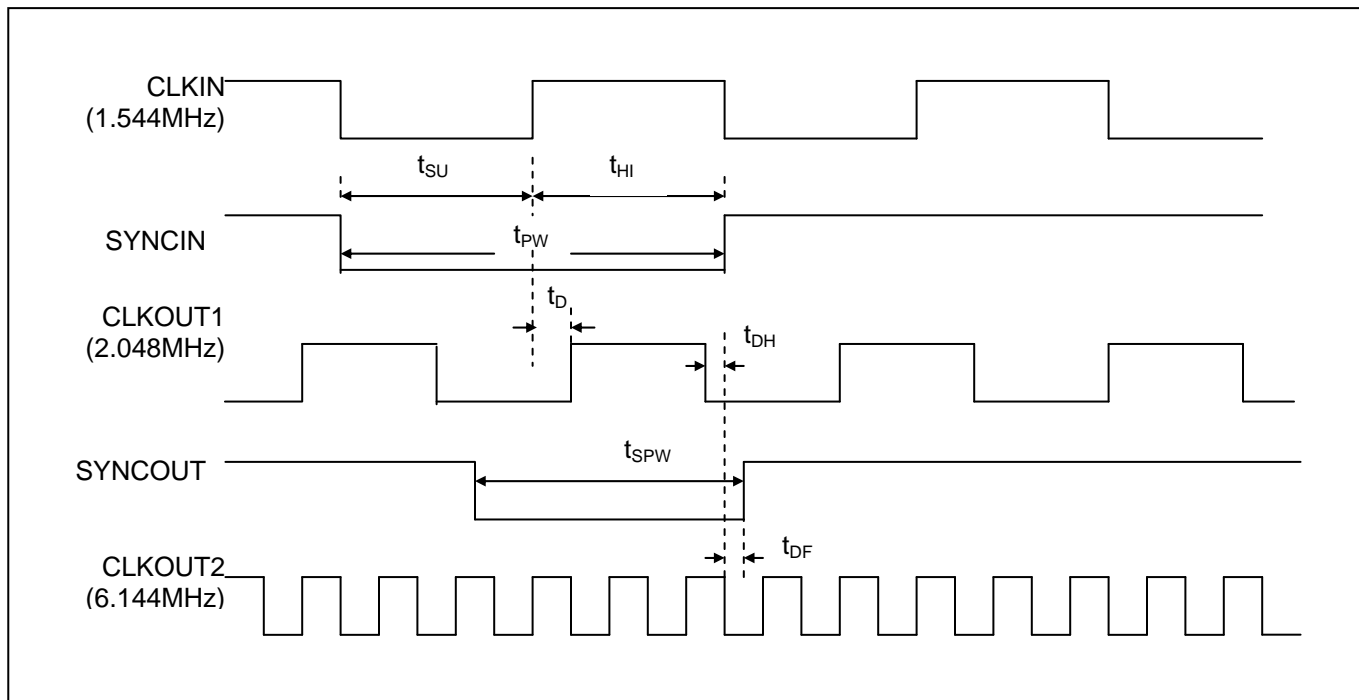 CLKIN
(1.544MHz)
tSU
tHI
SYNCIN
tPW
tD
CLKOUT1
(2.048MHz)
tDH
SYNCOUT
tSPW
tDF
CLKOUT2
(6.144MHz)